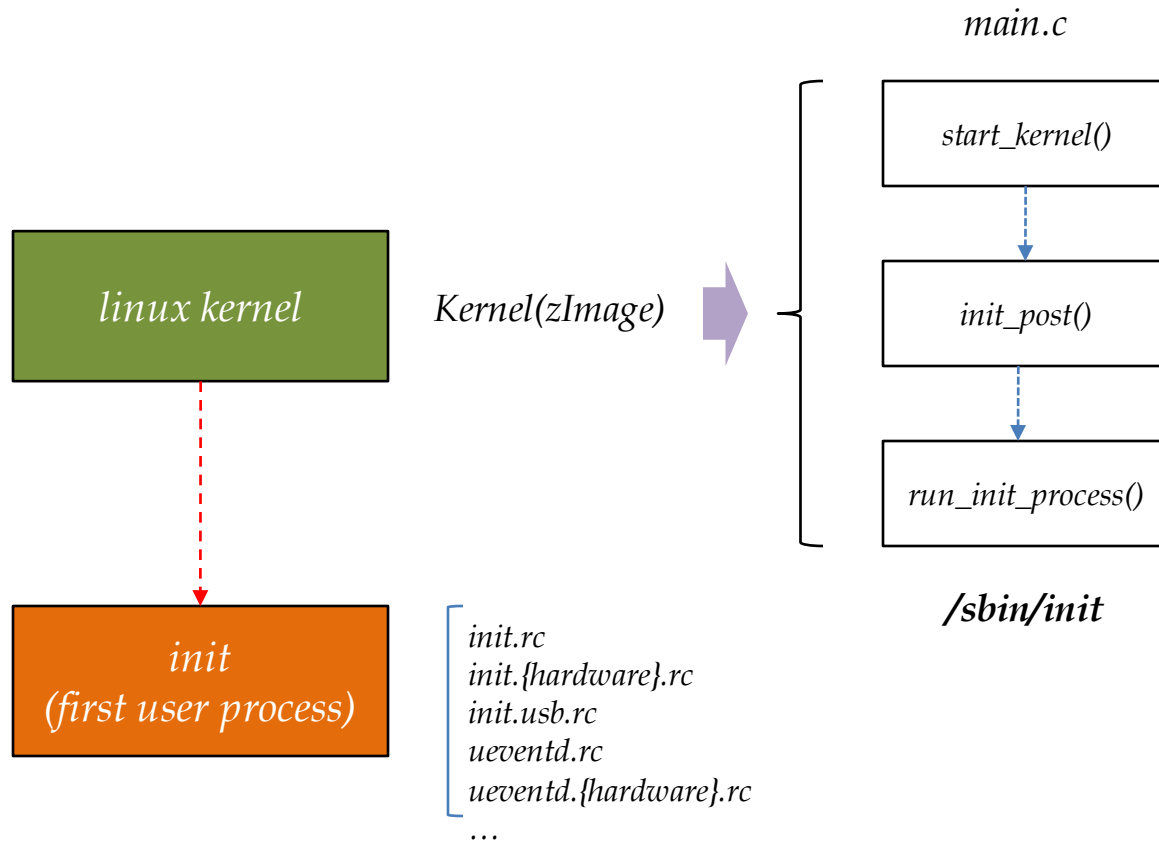 main.c
start_kernel()
linux kernel
Kernel(zImage)
init_post()
run_init_process()
/sbin/init
init
(first user process)
init.rc
init.{hardware}.rc
init.usb.rc
ueventd.rc
ueventd.{hardware}.rc
…